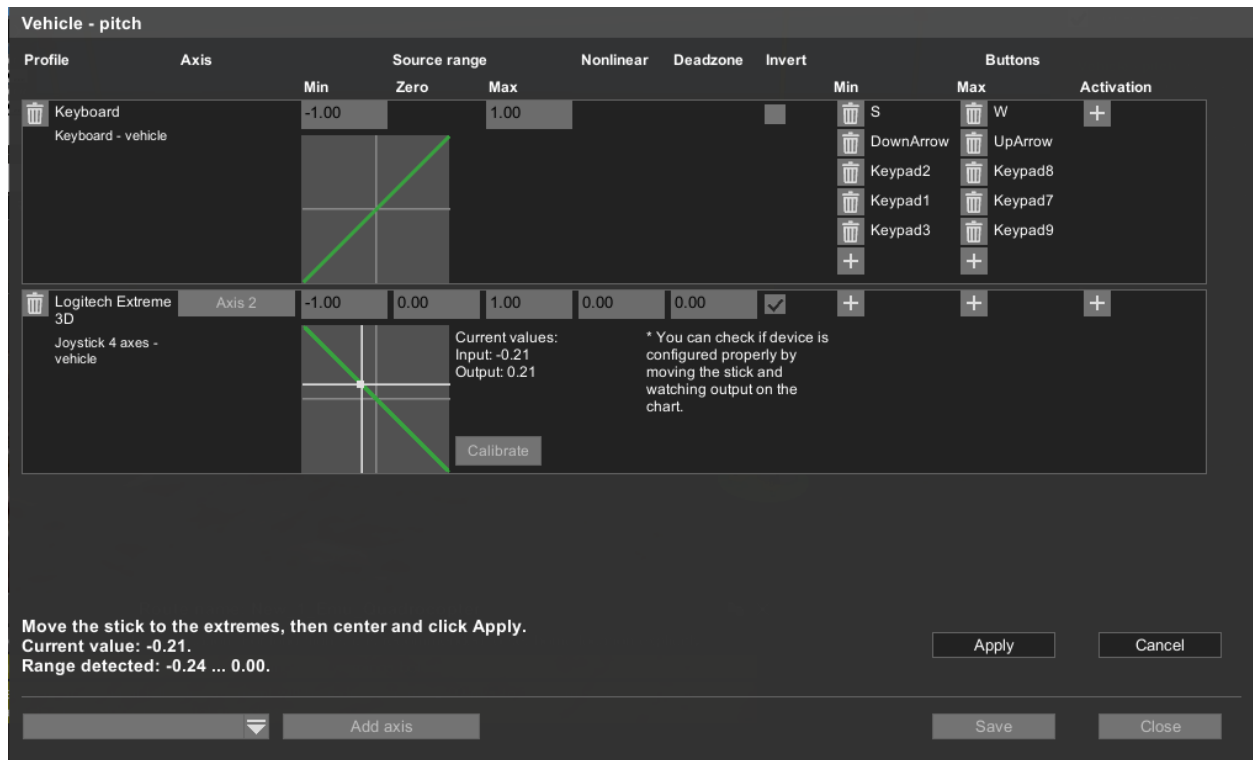 Vehicle - pitch
Profile Axis Source range Nonlinear Deadzone Invert Buttons
Min Zero Max Min Max Activation
Keyboard -1.00 1.00 S W
Keyboard - vehicle
DownArrow UpArrow
Keypad2 Keypad8
Keypad1 Keypad7
Keypad3 Keypad9
Logitech Extreme 3D Axis 2 -1.00 0.00 1.00 0.00 0.00
Joystick 4 axes -
vehicle
Current values:
Input: -0.21
Output: 0.21
* You can check if device is
configured properly by
moving the stick and
watching output on the
chart.
Calibrate
Move the stick to the extremes, then center and click Apply.
Current value: -0.21.
Range detected: -0.24 ... 0.00.
Apply Cancel
Add axis Save Close